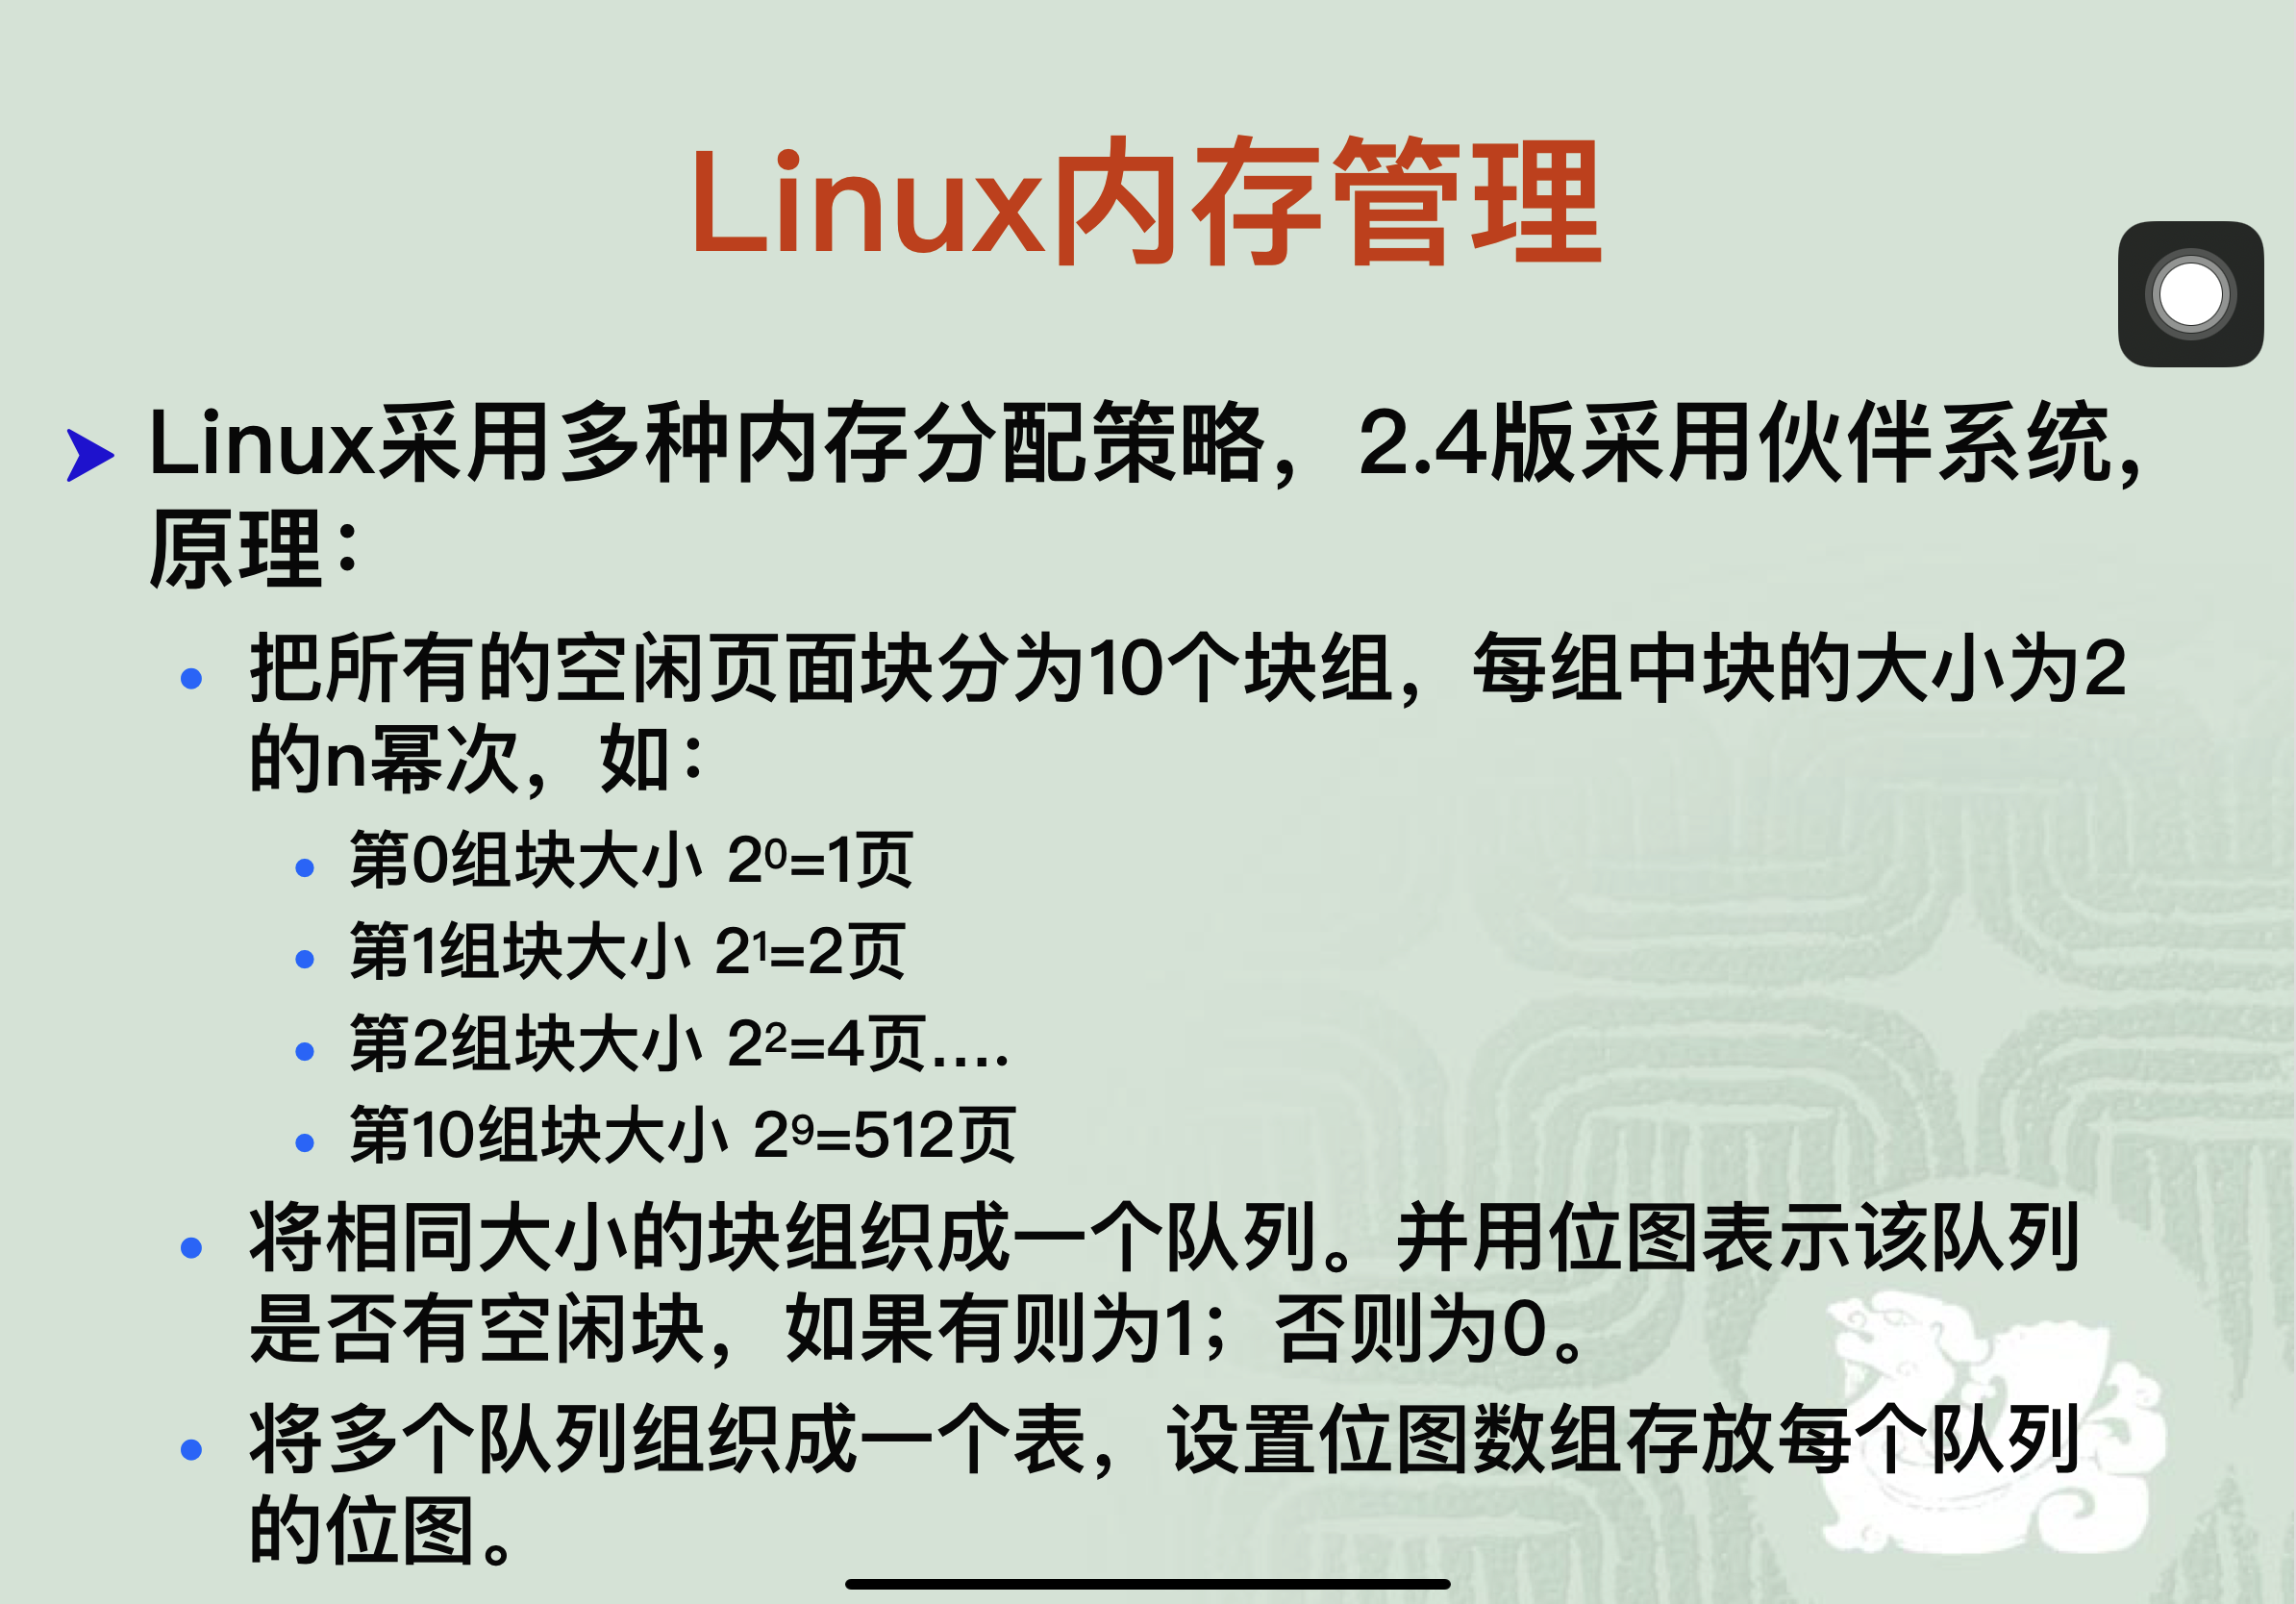 Linux内存管理
Linux采用多种内存分配策略，2.4版采用伙伴系统，
原理：
把所有的空闲页面块分为10个块组，每组中块的大小为2
的n幂次，如：
第0组块大小 2⁰=1页
第1组块大小 2¹=2页
第2组块大小 2²=4页….
第10组块大小 2⁹=512页
将相同大小的块组织成一个队列。并用位图表示该队列
是否有空闲块，如果有则为1；否则为0。
将多个队列组织成一个表，设置位图数组存放每个队列
的位图。